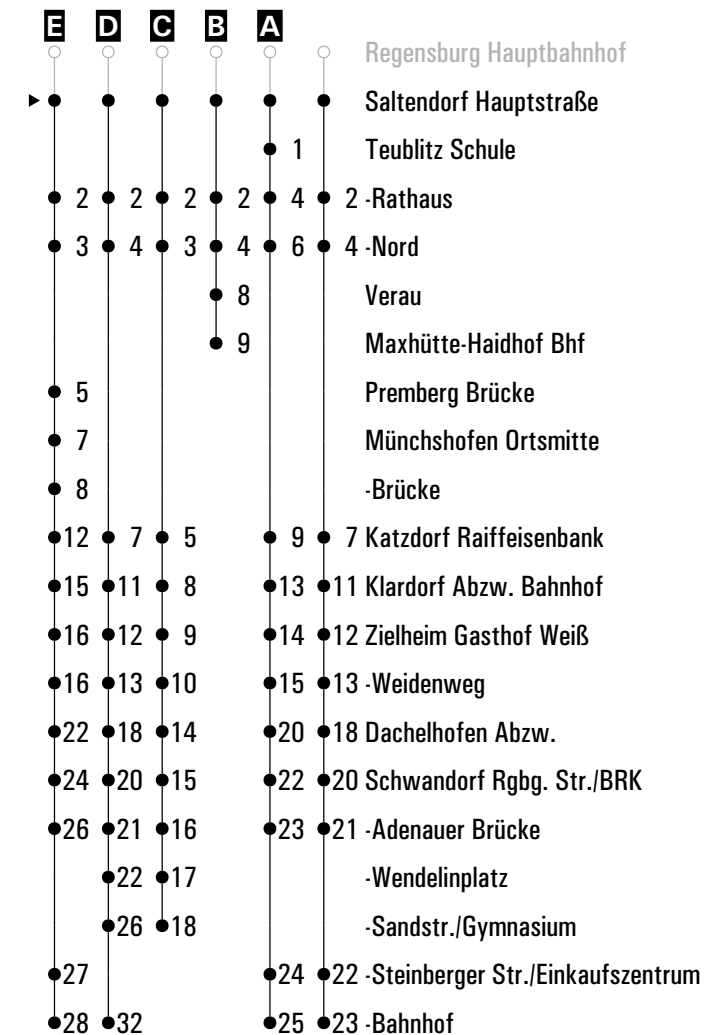 E D C B A
Regensburg Hauptbahnhof
Saltendorf Hauptstraße
1 Teublitz Schule
2 2 2 2 4 2 -Rathaus
3 4 3 4 6 4 -Nord
8 Verau
9 Maxhütte-Haidhof Bhf
5 Premberg Brücke
7 Münchshofen Ortsmitte
8 -Brücke
12 7 5 9 7 Katzdorf Raiffeisenbank
15 11 8 13 11 Klardorf Abzw. Bahnhof
16 12 9 14 12 Zielheim Gasthof Weiß
16 13 10 15 13 -Weidenweg
22 18 14 20 18 Dachelhofen Abzw.
24 20 15 22 20 Schwandorf Rgbg. Str./BRK
26 21 16 23 21 -Adenauer Brücke
22 17 -Wendelinplatz
26 18 -Sandstr./Gymnasium
27 24 22 -Steinberger Str./Einkaufszentrum
28 32 25 23 -Bahnhof